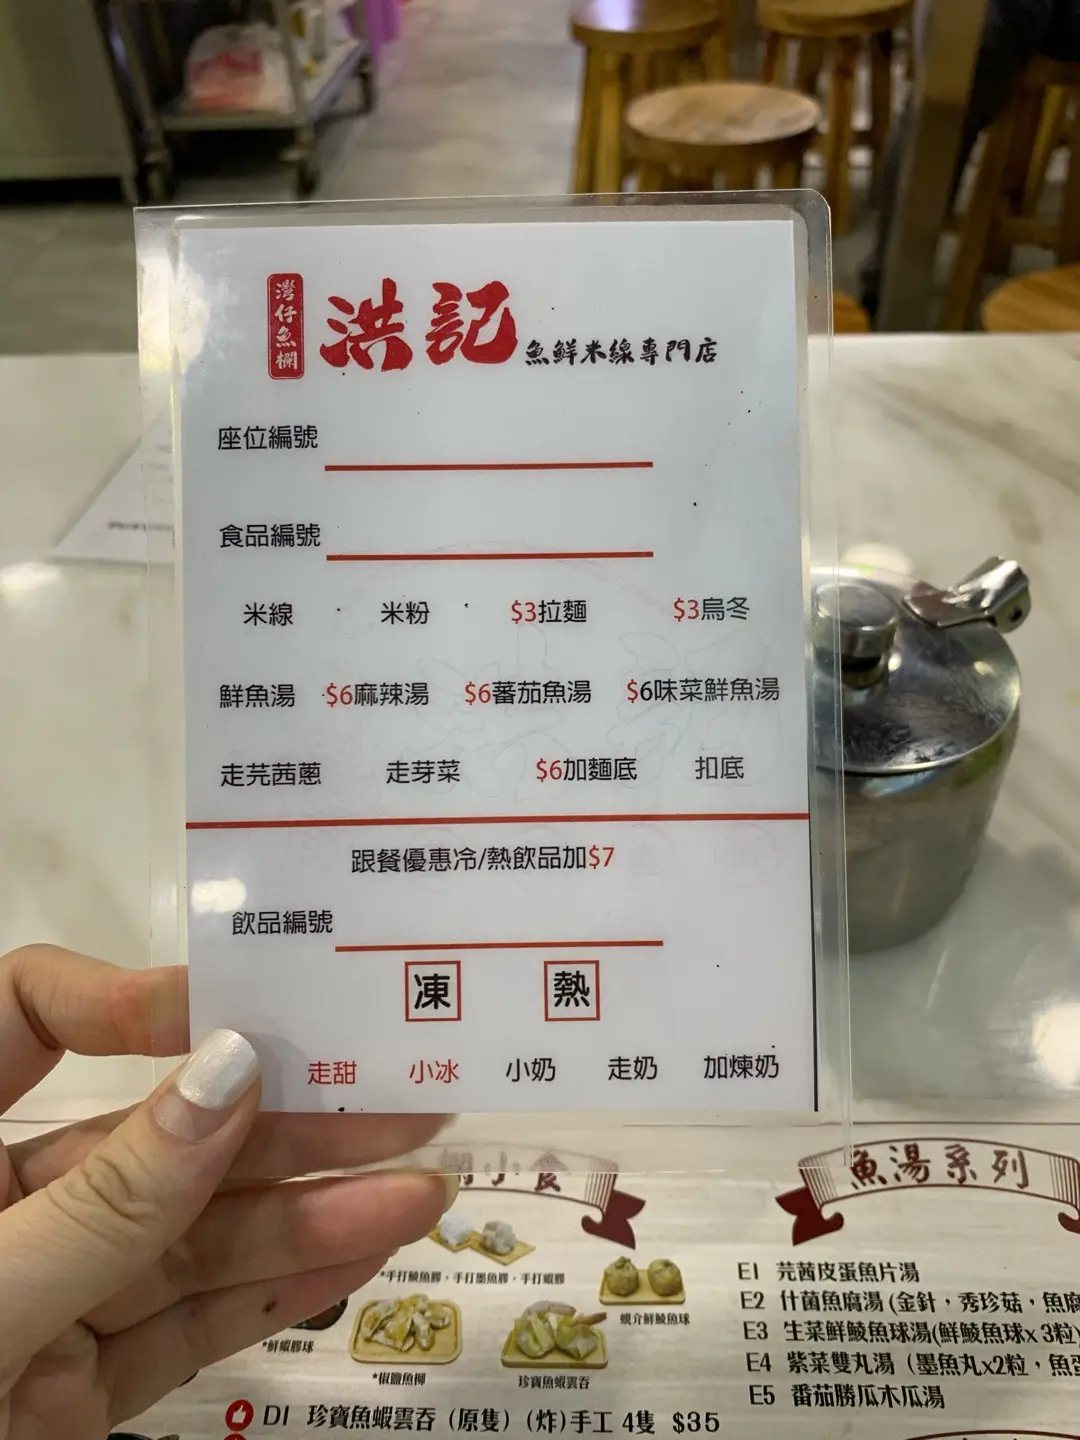 灣仔魚欄
洪記 魚鮮米線專門店
座位編號
食品編號
米線 米粉 $3拉麵 $3烏冬
鮮魚湯 $6麻辣湯 $6蕃茄魚湯 $6味菜鮮魚湯
走芫茜蔥 走芽菜 $6加麵底 扣底
跟餐優惠冷/熱飲品加$7
飲品編號
凍 熱
走甜 小冰 小奶 走奶 加煉奶
小食
*手打鯪魚膠，手打墨魚膠，手打蝦膠
*鮮蝦膠球
*椒鹽魚柳
珍寶魚蝦雲吞
蜆介鮮鯪魚球
D1 珍寶魚蝦雲吞 (原隻) (炸)手工 4隻 $35
魚湯系列
E1 芫茜皮蛋魚片湯
E2 什菌魚腐湯 (金針，秀珍菇，魚腐
E3 生菜鮮鯪魚球湯(鮮鯪魚球x 3粒)
E4 紫菜雙丸湯 (墨魚丸x2粒，魚蛋
E5 番茄勝瓜木瓜湯